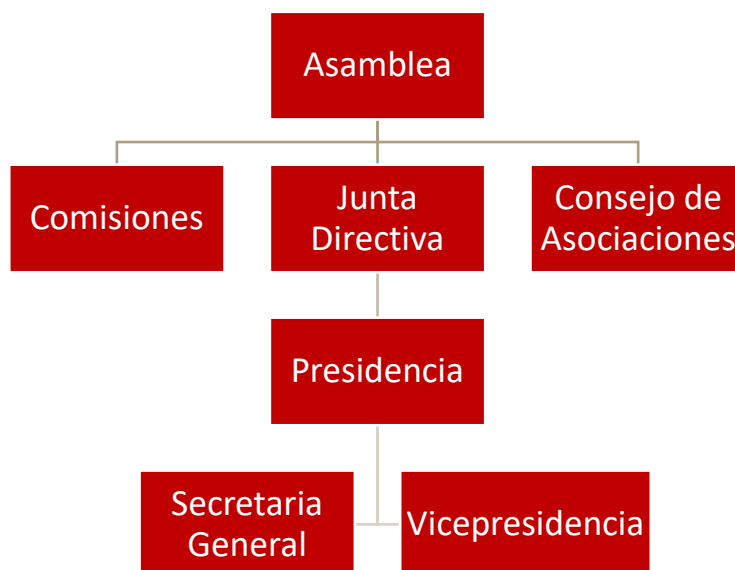 Asamblea
Comisiones
Junta
Directiva
Consejo de
Asociaciones
Presidencia
Secretaria
General
Vicepresidencia